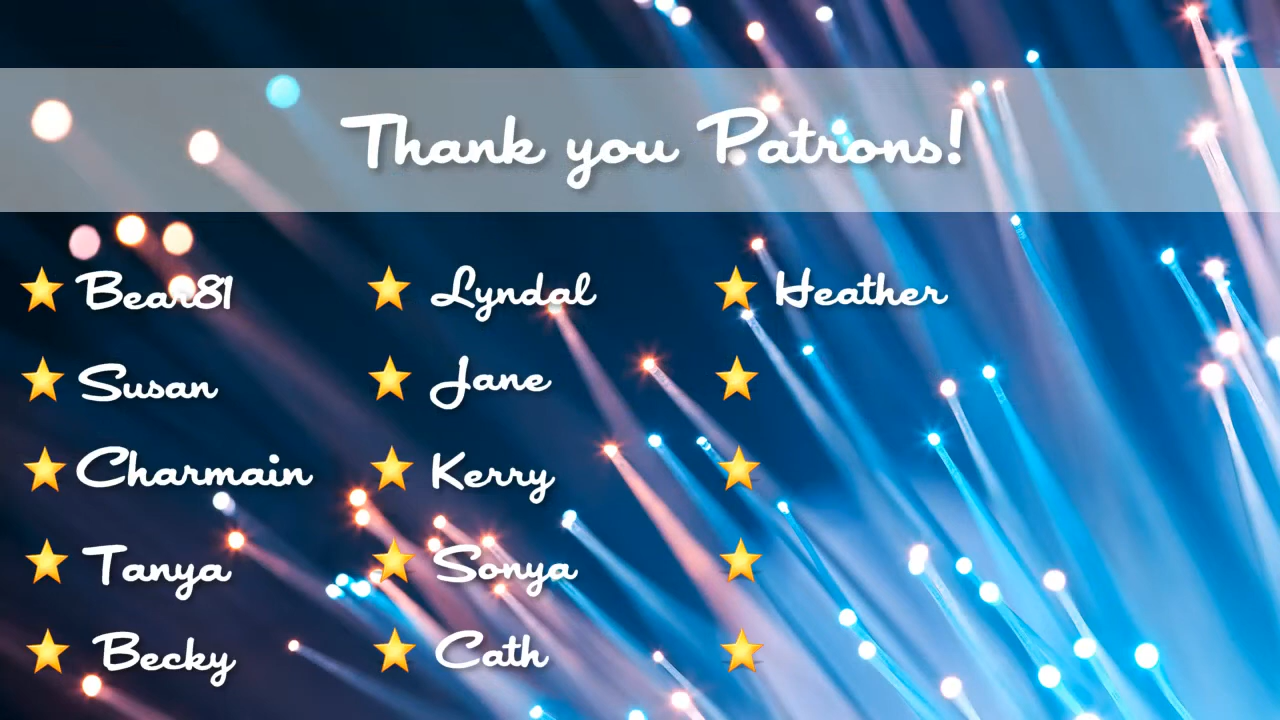 Thank you Patrons!
Bear81
Susan
Charmain
Tanya
Becky
Lyndal
Jane
Kerry
Sonya
Cath
Heather